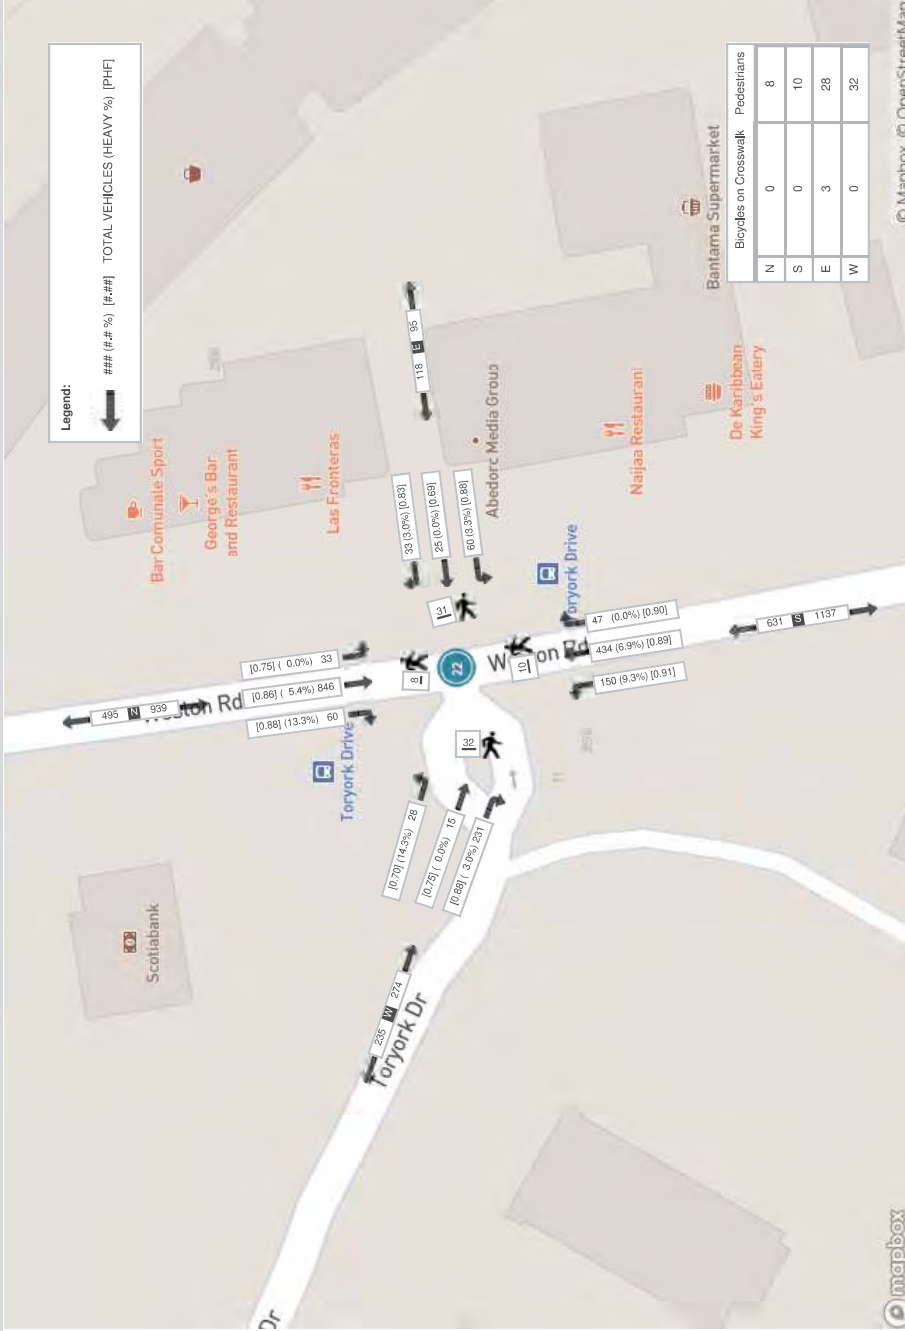 Legend:
### (#.# %) [#.##] TOTAL VEHICLES (HEAVY %) [PHF]
Bicycles on Crosswalk Pedestrians
N 0 8
S 0 10
E 3 28
W 0 32
Bar Comunale Sport
George's Bar
and Restaurant
Las Fronteras
Abedorc Media Group
Bantama Supermarket
Naijaa Restaurant
De Karibbean
King's Eatery
118 E 95
33 (3.0%) [0.83]
25 (0.0%) [0.69]
60 (3.3%) [0.88]
31
Toryork Drive
47 (0.0%) [0.90]
434 (6.9%) [0.89]
150 (9.3%) [0.91]
631 S 1137
[0.75] ( 0.0%) 33
[0.86] ( 5.4%) 846
[0.88] (13.3%) 60
495 N 939
Weston Rd
8
22
10
Weston Rd
32
Toryork Drive
[0.70] (14.3%) 28
[0.75] ( 0.0%) 15
[0.88] ( 3.0%) 231
Scotiabank
235 W 274
Toryork Dr
Dr
mapbox
© Mapbox, © OpenStreetMap